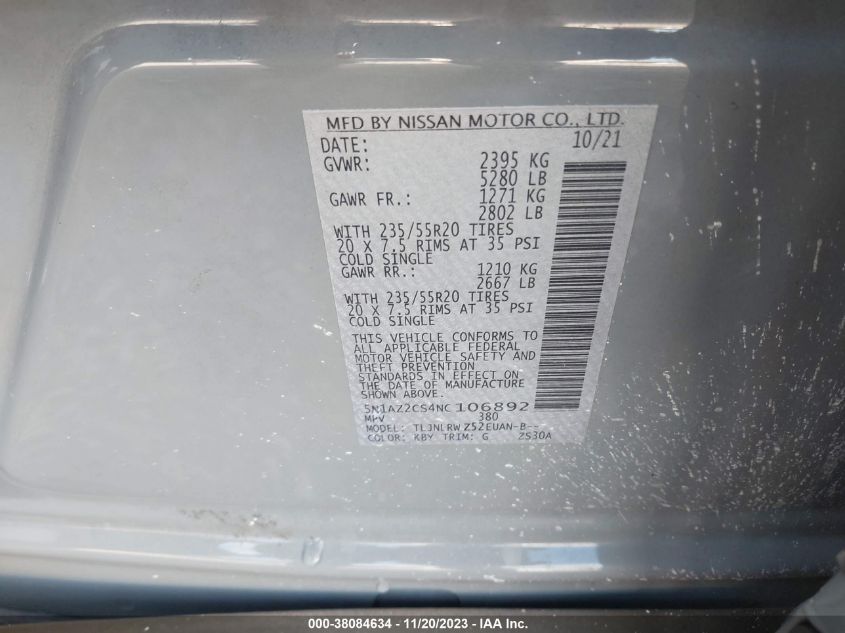 MFD BY NISSAN MOTOR CO., LTD.
DATE: 10/21
GVWR: 2395 KG
5280 LB
GAWR FR.: 1271 KG
2802 LB
WITH 235/55R20 TIRES
20 X 7.5 RIMS AT 35 PSI
COLD SINGLE
GAWR RR.: 1210 KG
2667 LB
WITH 235/55R20 TIRES
20 X 7.5 RIMS AT 35 PSI
COLD SINGLE
THIS VEHICLE CONFORMS TO
ALL APPLICABLE FEDERAL
MOTOR VEHICLE SAFETY AND
THEFT PREVENTION
STANDARDS IN EFFECT ON
THE DATE OF MANUFACTURE
5N1AZ2CS4NC106892
MPV 380
MODEL: TLJNLRW Z52EUAN-B--
COLOR: KBY TRIM: G ZS30A
000-38084634 - 11/20/2023 - IAA Inc.